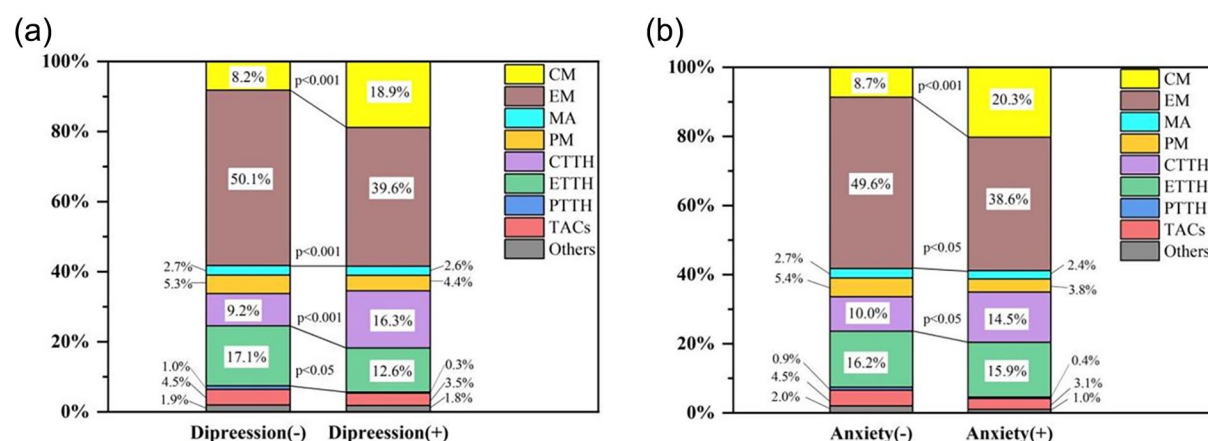 (a)
100%
80%
60%
40%
20%
0%
8.2%
50.1%
2.7%
5.3%
9.2%
17.1%
1.0%
4.5%
1.9%
p<0.001
p<0.001
p<0.001
p<0.05
18.9%
39.6%
2.6%
4.4%
16.3%
12.6%
0.3%
3.5%
1.8%
CM
EM
MA
PM
CTTH
ETTH
PTTH
TACs
Others
Dipreession(-) Dipreession(+)
(b)
100%
80%
60%
40%
20%
0%
8.7%
49.6%
2.7%
5.4%
10.0%
16.2%
0.9%
4.5%
2.0%
p<0.001
p<0.05
p<0.05
20.3%
38.6%
2.4%
3.8%
14.5%
15.9%
0.4%
3.1%
1.0%
CM
EM
MA
PM
CTTH
ETTH
PTTH
TACs
Others
Anxiety(-) Anxiety(+)